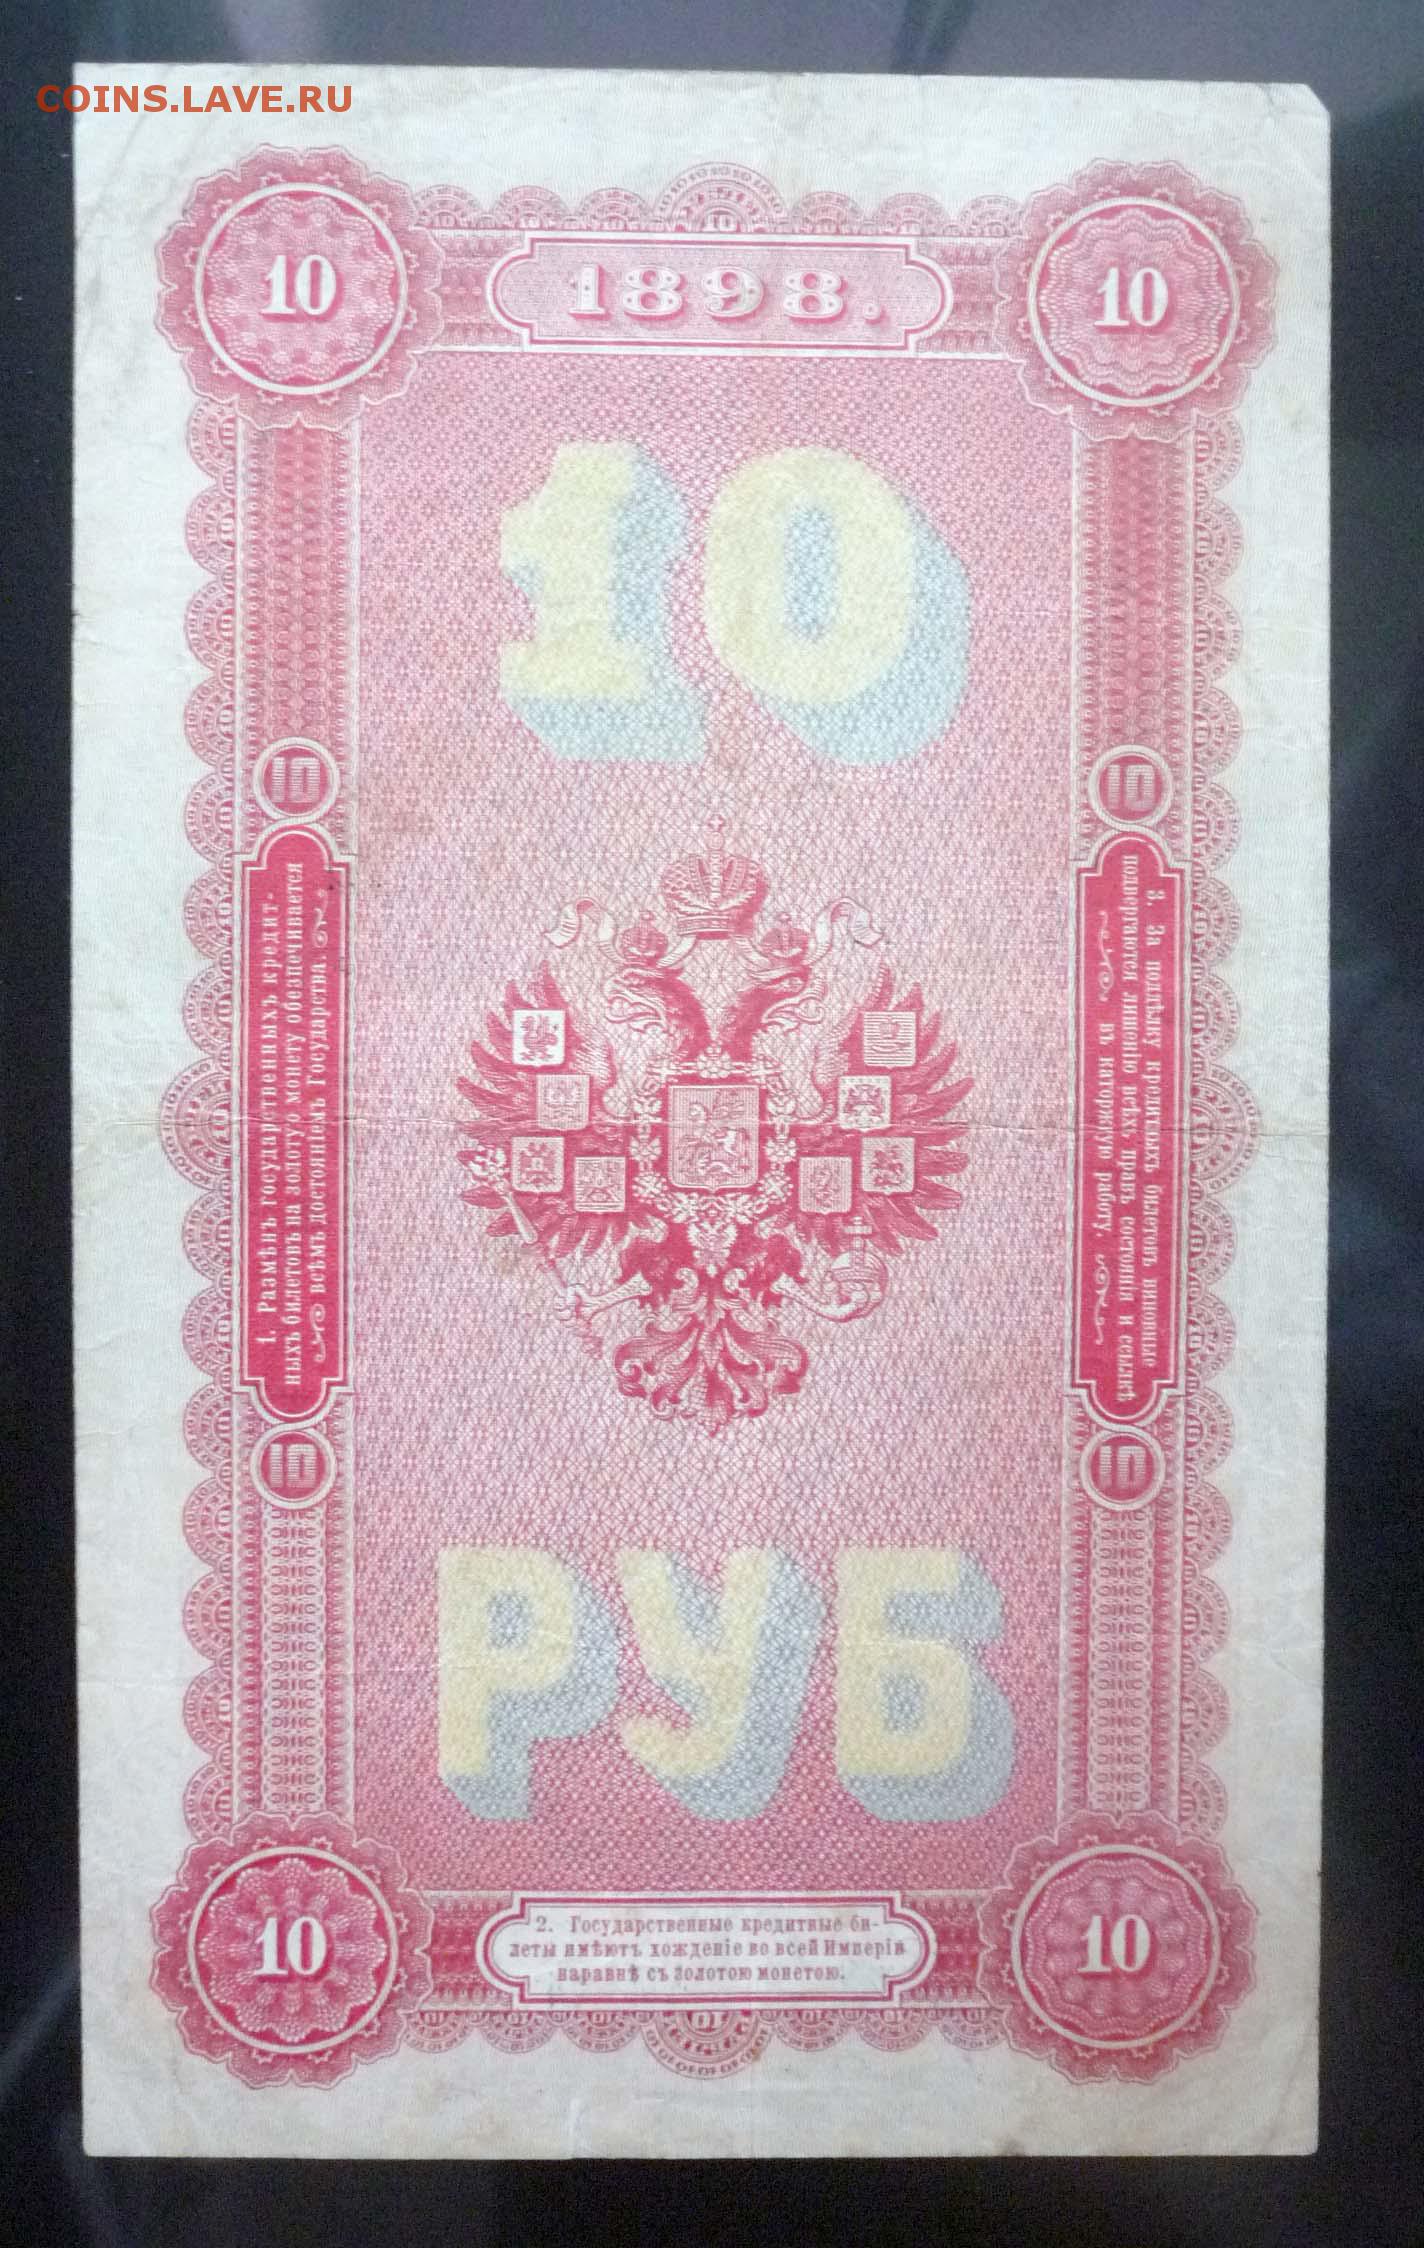 COINS.LAVE.RU
10
1898.
10
10
10
10
1. Размѣнъ государственныхъ кредит-
ныхъ билетовъ на золотую монету обезпечивается
всѣмъ достояніемъ Государства.
3. За поддѣлку кредитныхъ билетовъ виновные
подвергаются лишенію всѣхъ правъ состоянія и ссылкѣ
въ каторжную работу.
10
10
РУБ
10
2. Государственные кредитные би-
леты имѣютъ хожденіе во всей Имперіи
наравнѣ съ золотою монетою.
10